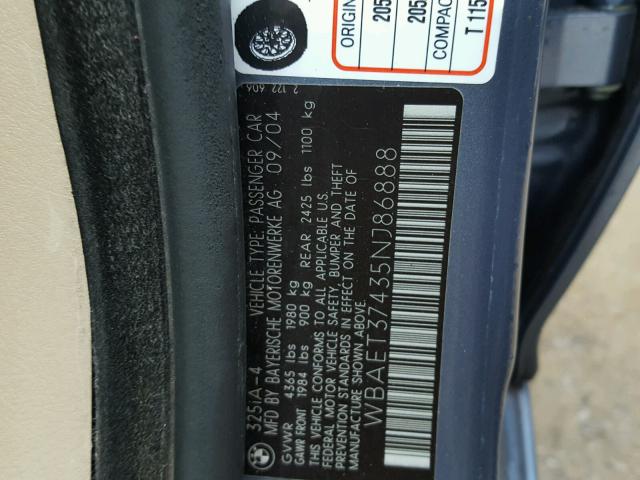 325IA-4 VEHICLE TYPE: PASSENGER CAR
MFD BY BAYERISCHE MOTORENWERKE AG 09/04
GVWR 4365 lbs 1980 kg
GAWR FRONT 1984 lbs 900 kg REAR 2425 lbs 1100 kg
THIS VEHICLE CONFORMS TO ALL APPLICABLE U.S.
FEDERAL MOTOR VEHICLE SAFETY, BUMPER AND THEFT
PREVENTION STANDARDS IN EFFECT ON THE DATE OF
MANUFACTURE SHOWN ABOVE.
WBAET37435NJ86888
ORIGIN
205
205
COMPAC
T 115